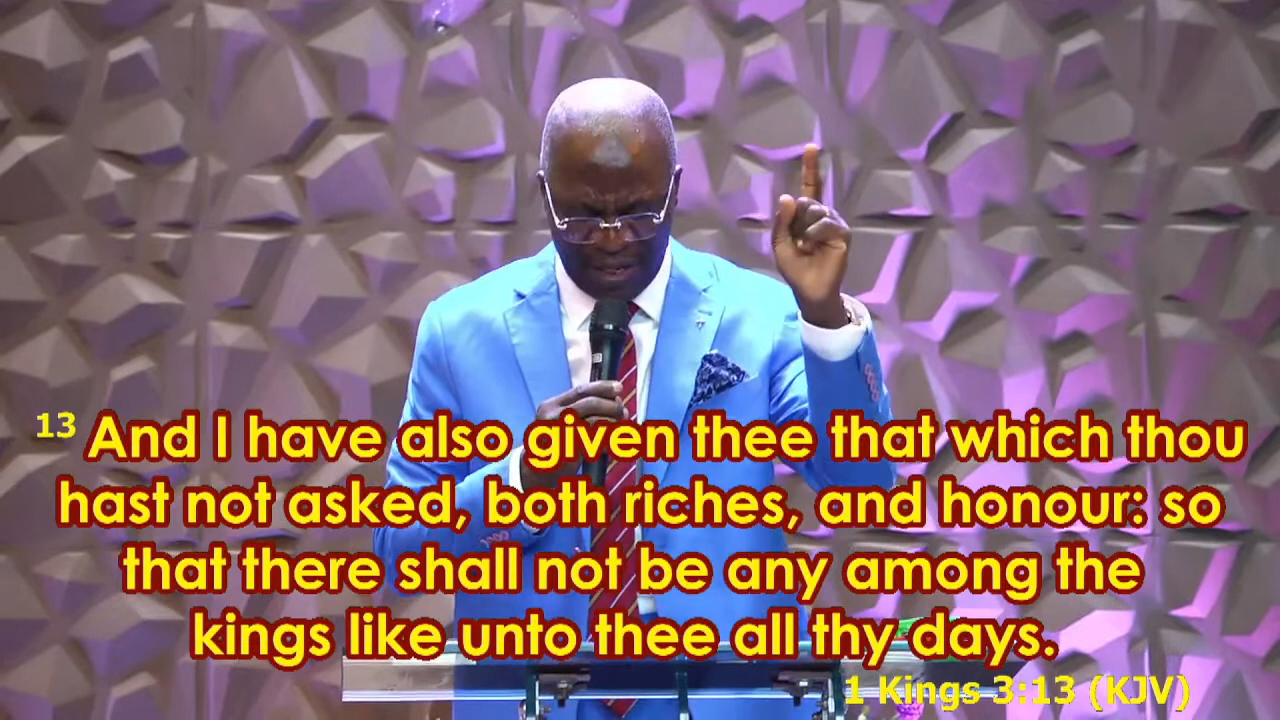 13 And I have also given thee that which thou
hast not asked, both riches, and honour: so
that there shall not be any among the
kings like unto thee all thy days.
1 Kings 3:13 (KJV)